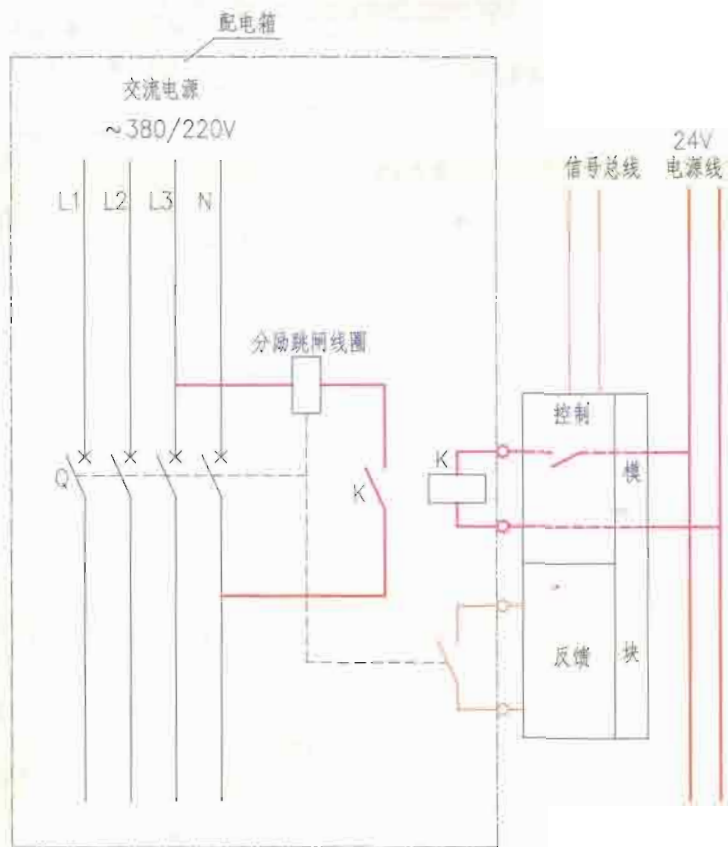 配电箱
交流电源
~380/220V
L1 L2 L3 N
24V
信号总线 电源线
分励跳闸线圈
控制
Q
K
K
模
反馈
块